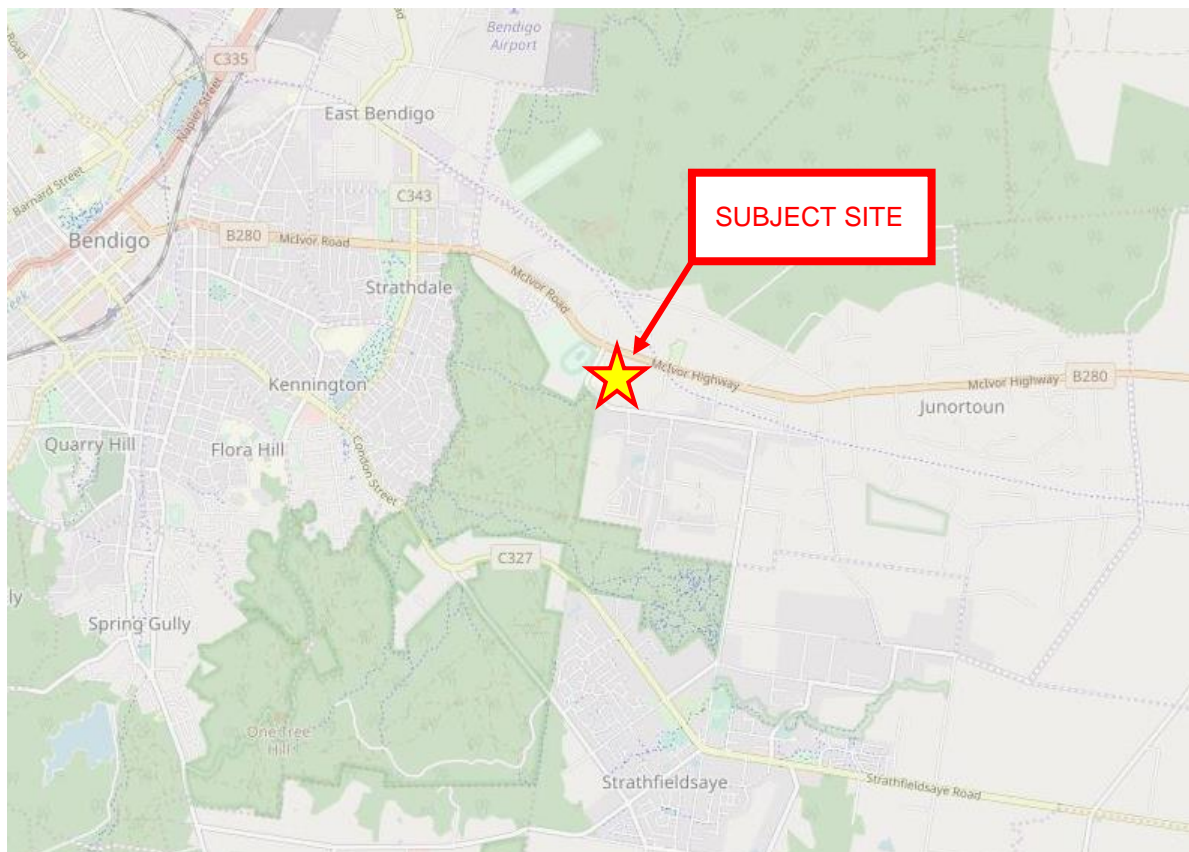 Bendigo
Airport
C335
Road
Napier Street
East Bendigo
Barnard Street
C343
SUBJECT SITE
Bendigo
B280
McIvor Road
Strathdale
McIvor Road
McIvor Highway
McIvor Highway
B280
Kennington
Junortoun
Quarry Hill
Flora Hill
Condon Street
C327
Spring Gully
One Tree
Hill
Strathfieldsaye
Strathfieldsaye Road